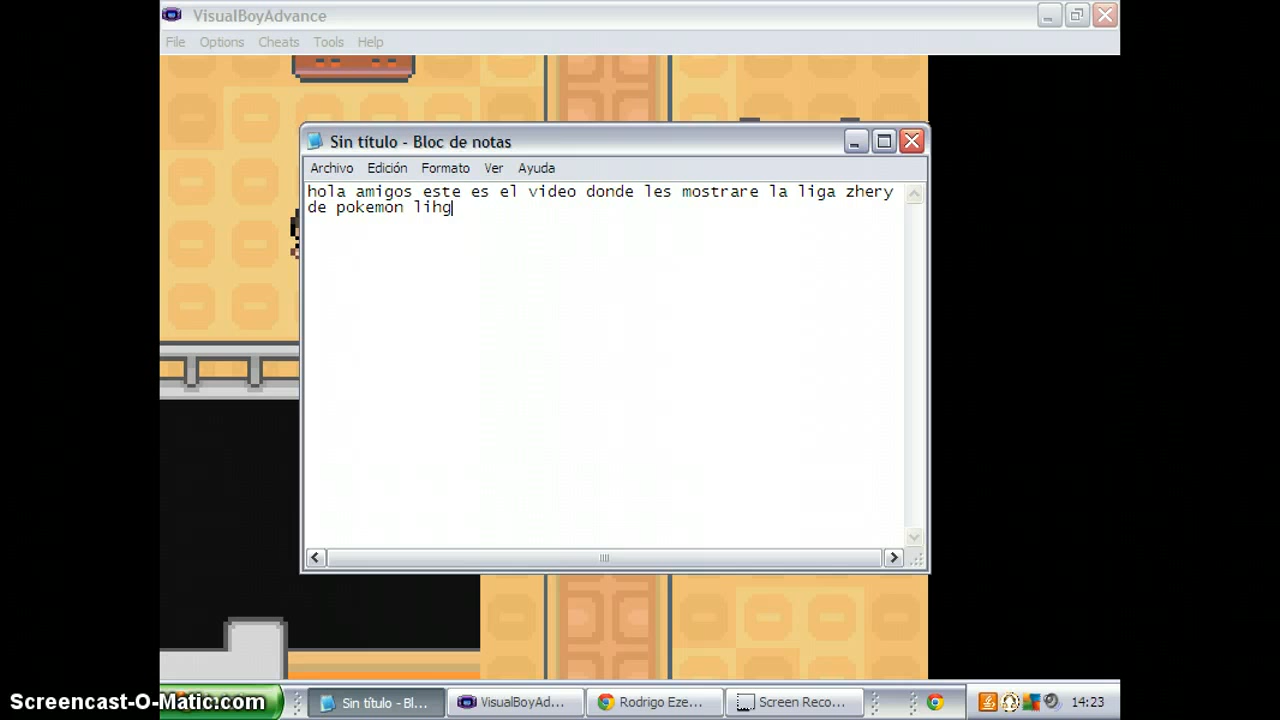 VisualBoyAdvance
File Options Cheats Tools Help
Sin título - Bloc de notas
Archivo Edición Formato Ver Ayuda
hola amigos este es el video donde les mostrare la liga zhery
de pokemon lihg
Screencast-O-Matic.com
Sin título - Bl... VisualBoyAd... Rodrigo Eze... Screen Reco... 14:23